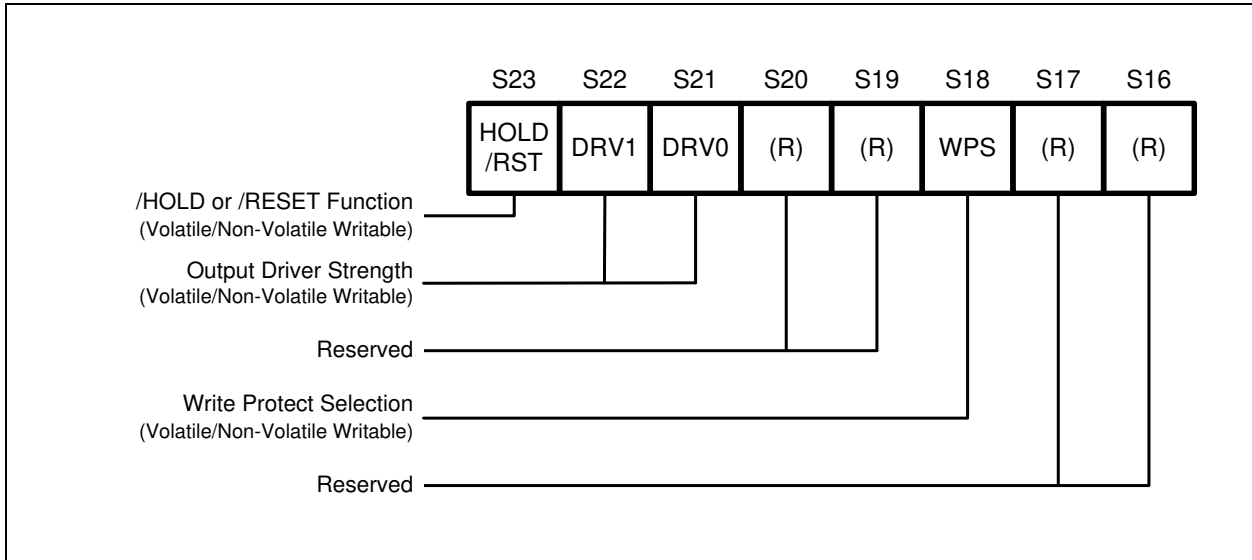 S23 S22 S21 S20 S19 S18 S17 S16
HOLD
/RST DRV1 DRV0 (R) (R) WPS (R) (R)
/HOLD or /RESET Function
(Volatile/Non-Volatile Writable)
Output Driver Strength
(Volatile/Non-Volatile Writable)
Reserved
Write Protect Selection
(Volatile/Non-Volatile Writable)
Reserved